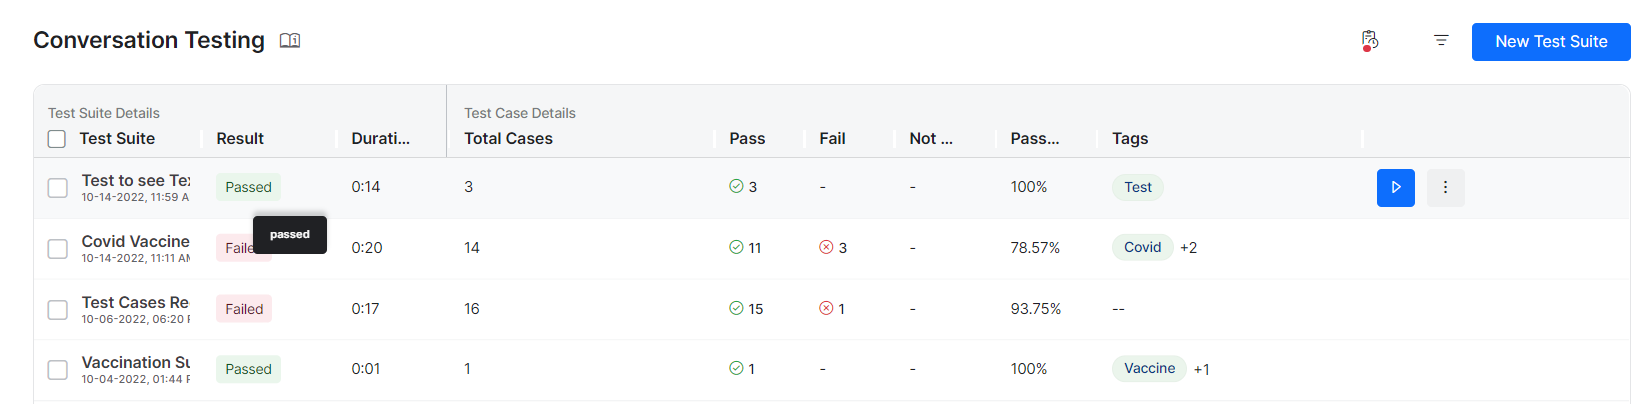 Conversation Testing
New Test Suite
Test Suite Details Test Case Details
Test Suite Result Durati... Total Cases Pass Fail Not ... Pass... Tags
Test to see Te Passed 0:14 3 3 - - 100% Test
10-14-2022, 11:59 A
passed
Covid Vaccine Faile 0:20 14 11 3 - 78.57% Covid +2
10-14-2022, 11:11 AM
Test Cases Re Failed 0:17 16 15 1 - 93.75% --
10-06-2022, 06:20
Vaccination Su Passed 0:01 1 1 - - 100% Vaccine +1
10-04-2022, 01:44